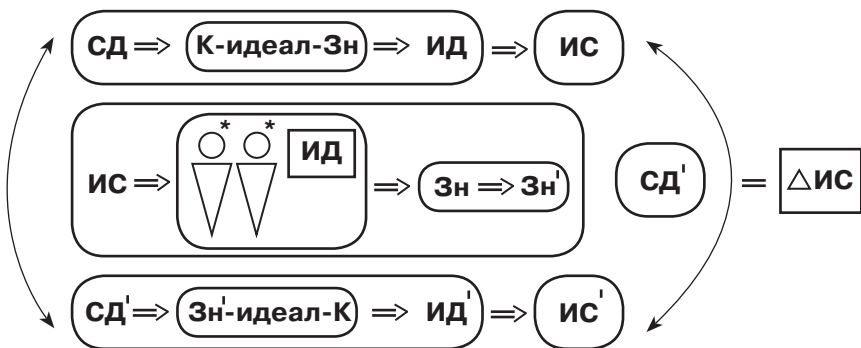 СД => К-идеал-Зн => ИД => ИС
* *
ИД
ИС => => Зн => Зн' СД' = △ИС
СД' => Зн'-идеал-К => ИД' => ИС'